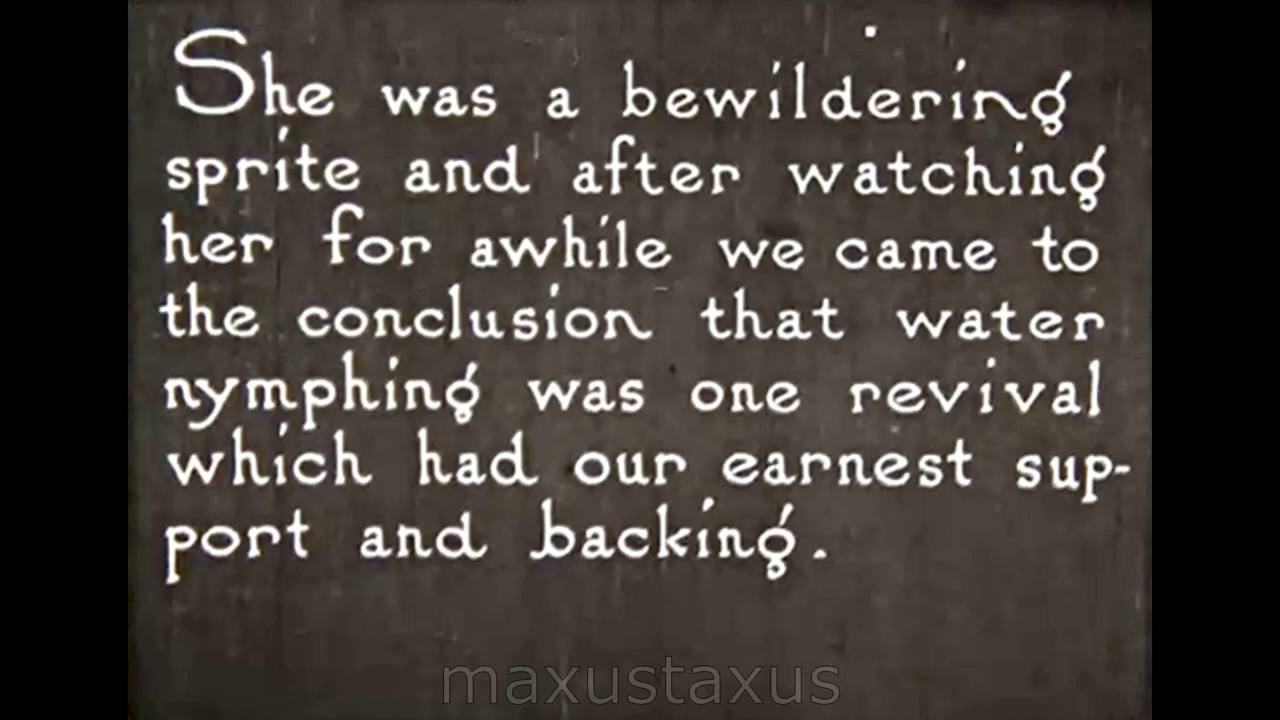 She was a bewildering
sprite and after watching
her for awhile we came to
the conclusion that water
nymphing was one revival
which had our earnest sup-
port and backing.
maxustaxus